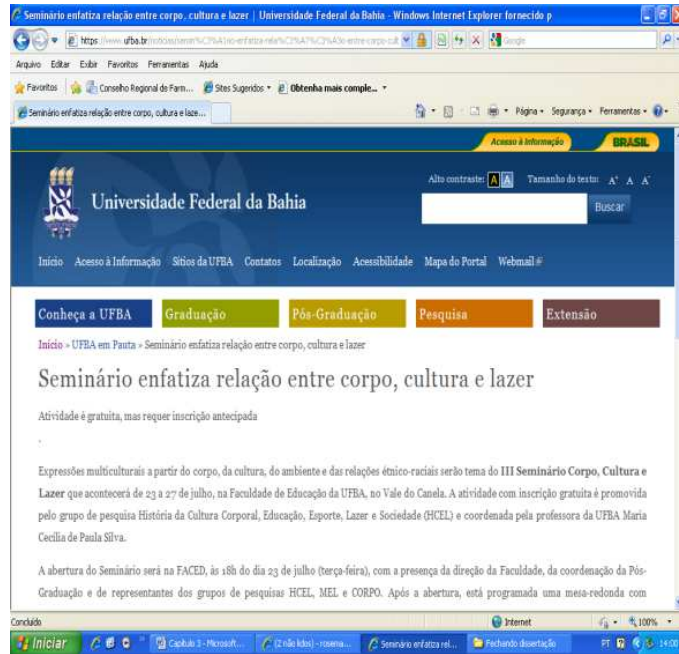 Seminário enfatiza relação entre corpo, cultura e lazer | Universidade Federal da Bahia - Windows Internet Explorer fornecido p
https://www.ufba.br
Google
Arquivo Editar Exibir Favoritos Ferramentas Ajuda
Favoritos Conselho Regional de Farm... Sites Sugeridos Obtenha mais comple...
Seminário enfatiza relação entre corpo, cultura e laze... Página Segurança Ferramentas
Acesso à Informação BRASIL
Alto contraste: A A Tamanho do texto: A+ A A-
Universidade Federal da Bahia
Buscar
Início Acesso à Informação Sítios da UFBA Contatos Localização Acessibilidade Mapa do Portal Webmail
Conheça a UFBA Graduação Pós-Graduação Pesquisa Extensão
Início » UFBA em Pauta » Seminário enfatiza relação entre corpo, cultura e lazer
Seminário enfatiza relação entre corpo, cultura e lazer
Atividade é gratuita, mas requer inscrição antecipada
.
Expressões multiculturais a partir do corpo, da cultura, do ambiente e das relações étnico-raciais serão tema do III Seminário Corpo, Cultura e
Lazer que acontecerá de 23 a 27 de julho, na Faculdade de Educação da UFBA, no Vale do Canela. A atividade com inscrição gratuita é promovida
pelo grupo de pesquisa História da Cultura Corporal, Educação, Esporte, Lazer e Sociedade (HCEL) e coordenada pela professora da UFBA Maria
Cecília de Paula Silva.
A abertura do Seminário será na FACED, às 18h do dia 23 de julho (terça-feira), com a presença da direção da Faculdade, da coordenação da Pós-
Graduação e de representantes dos grupos de pesquisas HCEL, MEL e CORPO. Após a abertura, está programada uma mesa-redonda com
Concluído Internet 100%
Iniciar Capítulo 3 - Microsoft... (2 não lidos) - rosema... Seminário enfatiza rel... Fechando dissertação PT 14:00